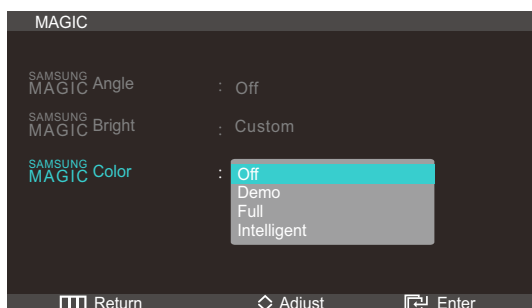 MAGIC
SAMSUNG MAGIC Angle : Off
SAMSUNG MAGIC Bright : Custom
SAMSUNG MAGIC Color : Off
Demo
Full
Intelligent
Return Adjust Enter